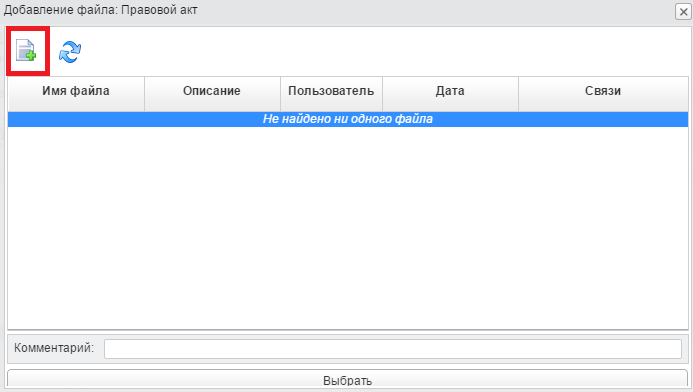 Добавление файла: Правовой акт
Имя файла Описание Пользователь Дата Связи
Не найдено ни одного файла
Комментарий:
Выбрать